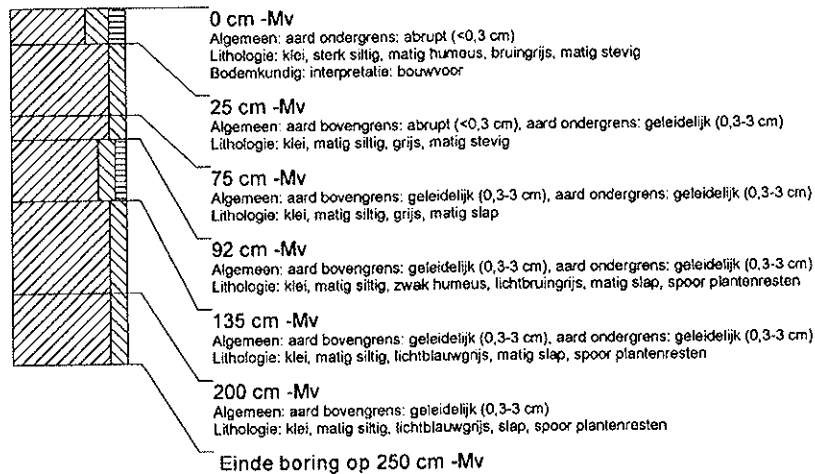 0 cm -Mv
Algemeen: aard ondergrens: abrupt (<0,3 cm)
Lithologie: klei, sterk siltig, matig humeus, bruingrijs, matig stevig
Bodemkundig: interpretatie: bouwvoor
25 cm -Mv
Algemeen: aard bovengrens: abrupt (<0,3 cm), aard ondergrens: geleidelijk (0,3-3 cm)
Lithologie: klei, matig siltig, grijs, matig stevig
75 cm -Mv
Algemeen: aard bovengrens: geleidelijk (0,3-3 cm), aard ondergrens: geleidelijk (0,3-3 cm)
Lithologie: klei, matig siltig, grijs, matig slap
92 cm -Mv
Algemeen: aard bovengrens: geleidelijk (0,3-3 cm), aard ondergrens: geleidelijk (0,3-3 cm)
Lithologie: klei, matig siltig, zwak humeus, lichtbruingrijs, matig slap, spoor plantenresten
135 cm -Mv
Algemeen: aard bovengrens: geleidelijk (0,3-3 cm), aard ondergrens: geleidelijk (0,3-3 cm)
Lithologie: klei, matig siltig, lichtblauwgrijs, matig slap, spoor plantenresten
200 cm -Mv
Algemeen: aard bovengrens: geleidelijk (0,3-3 cm)
Lithologie: klei, matig siltig, lichtblauwgrijs, slap, spoor plantenresten
Einde boring op 250 cm -Mv